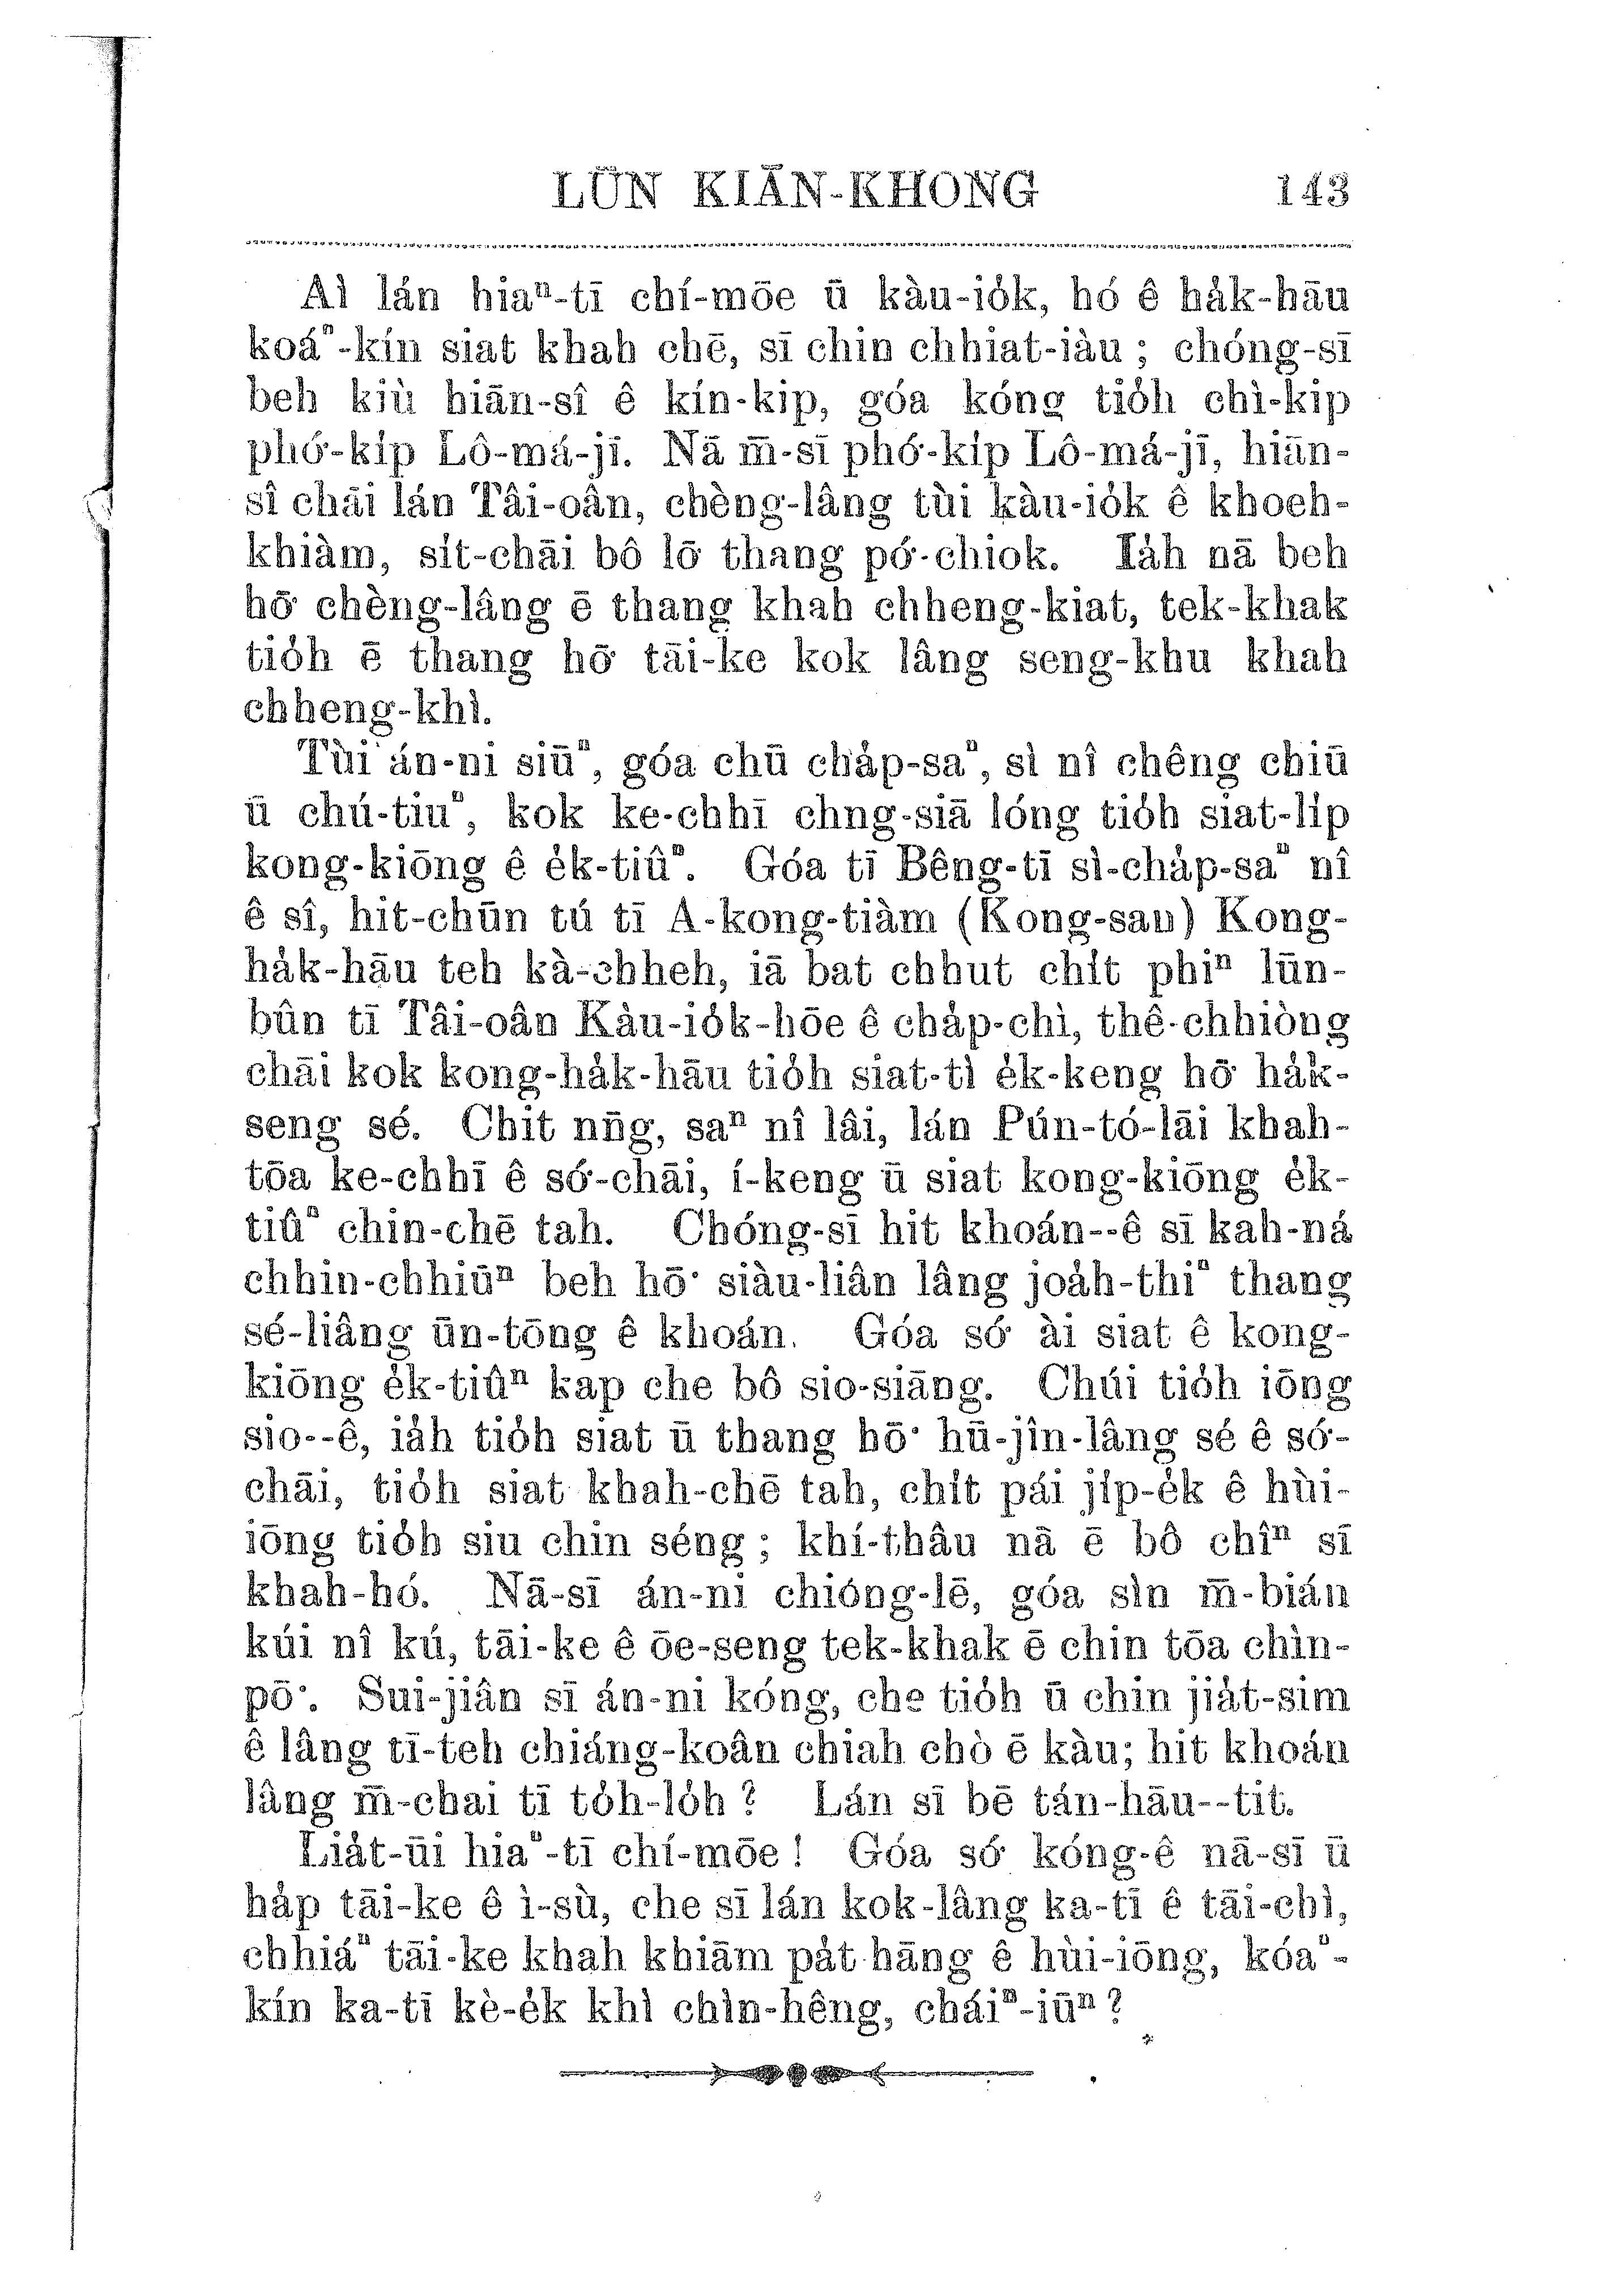 LŪN KIĀN-KHONG 143
Ài lán hiaⁿ-tī chí-mōe ū kàu-io̍k, hó ê ha̍k-hāu
koáⁿ-kín siat khah chē, sī chin chhiat-iàu; chóng-sī
beh kiù hiān-sî ê kín-kip, góa kóng tio̍h chì-kip
phó͘-ki̍p Lô-má-jī. Nā m̄-sī phó͘-ki̍p Lô-má-jī, hiān-
sî chāi lán Tâi-oân, chèng-lâng tùi kàu-io̍k ê khoeh-
khiàm, si̍t-chāi bô lō͘ thang pó͘-chiok. Iа̍h nā beh
hō͘ chèng-lâng ē thang khah chheng-kiat, tek-khak
tio̍h ē thang hō͘ tāi-ke kok lâng seng-khu khah
chheng-khì.
Tùi án-ni siūⁿ, góa chū cha̍p-saⁿ, sì nî chêng chiū
ū chú-tiuⁿ, kok ke-chhī chng-siā lóng tio̍h siat-li̍p
kong-kiōng ê e̍k-tiûⁿ. Góa tī Bêng-tī sì-cha̍p-saⁿ nî
ê sî, hit-chūn tú tī A-kong-tiàm (Kong-san) Kong-
ha̍k-hāu teh kà-chheh, iā bat chhut chi̍t phiⁿ lūn-
bûn tī Tâi-oân Kàu-io̍k-hōe ê cha̍p-chì, thê-chhiòng
chāi kok kong-ha̍k-hāu tio̍h siat-tì e̍k-keng hō͘ ha̍k-
seng sé. Chit nn̄g, saⁿ nî lâi, lán Pún-tó-lāi khah-
tōa ke-chhī ê só͘-chāi, í-keng ū siat kong-kiōng e̍k-
tiûⁿ chin-chē tah. Chóng-sī hit khoán--ê sī kah-ná
chhin-chhiūⁿ beh hō͘ siàu-liân lâng joa̍h-thiⁿ thang
sé-liâng ūn-tōng ê khoán. Góa só͘ ài siat ê kong-
kiōng e̍k-tiûⁿ kap che bô sio-siāng. Chúi tio̍h iōng
sio--ê, ia̍h tio̍h siat ū thang hō͘ hū-jîn-lâng sé ê só͘-
chāi, tio̍h siat khah-chē tah, chi̍t pái ji̍p-e̍k ê hùi-
iōng tio̍h siu chin séng; khí-thâu nā ē bô chîⁿ sī
khah-hó. Nā-sī án-ni chióng-lē, góa sìn m̄-bián
kúi nî kú, tāi-ke ê ōe-seng tek-khak ē chin tōa chìn-
pō͘. Sui-jiân sī án-ni kóng, che tio̍h ū chin jia̍t-sim
ê lâng tī-teh chiáng-koân chiah chò ē kàu; hit khoán
lâng m̄-chai tī tóh-lo̍h? Lán sī bē tán-hāu--tit.
Lia̍t-ūi hiaⁿ-tī chí-mōe! Góa só͘ kóng-ê nā-sī ū
ha̍p tāi-ke ê ì-sù, che sī lán kok-lâng ka-tī ê tāi-chì,
chhiáⁿ tāi-ke khah khiām pa̍t hāng ê hùi-iōng, kóaⁿ-
kín ka-tī kè-e̍k khì chìn-hêng, cháiⁿ-iūⁿ?